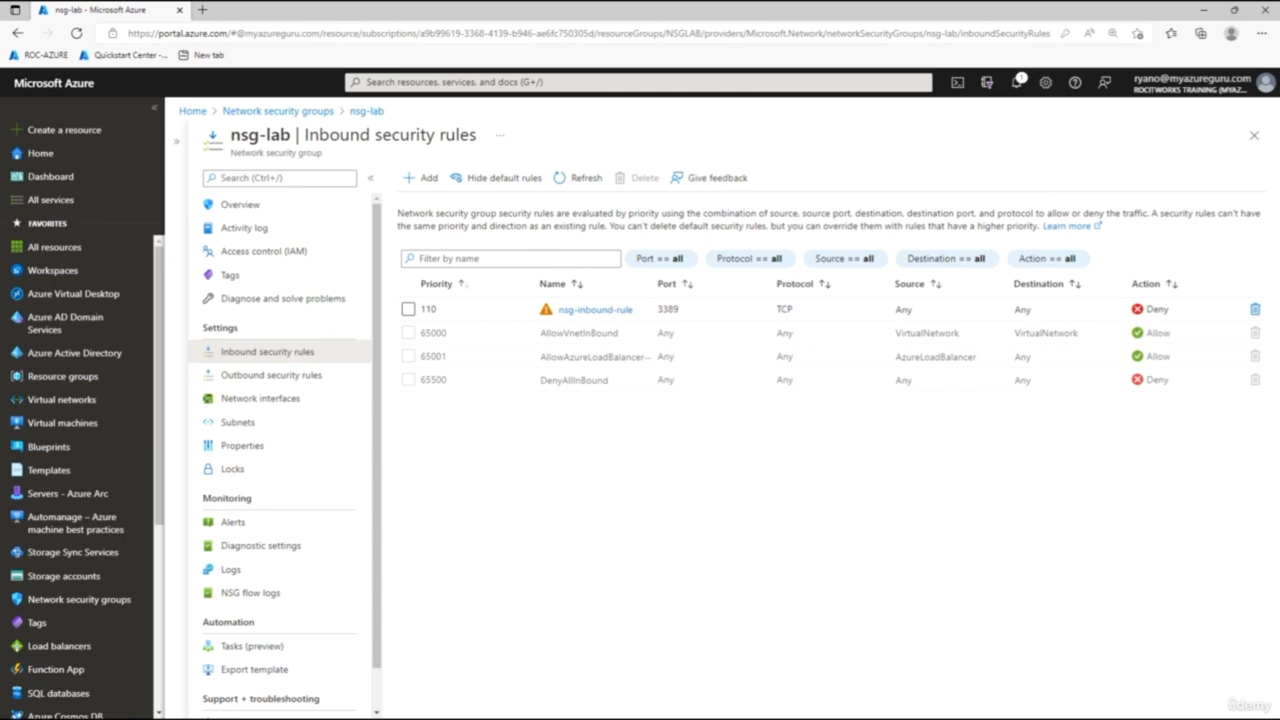 nsg-lab - Microsoft Azure
https://portal.azure.com/#@myazureguru.com/resource/subscriptions/a9b99619-3368-4139-b946-ae6fc750305d/resourceGroups/NSGLAB/providers/Microsoft.Network/networkSecurityGroups/nsg-lab/inboundSecurityRules
ROC-AZURE
Quickstart Center -...
New tab
Microsoft Azure
Search resources, services, and docs (G+/)
1
ryano@myazureguru.com
ROCITWORKS TRAINING (MYAZ...
Create a resource
Home
Dashboard
All services
FAVORITES
All resources
Workspaces
Azure Virtual Desktop
Azure AD Domain
Services
Azure Active Directory
Resource groups
Virtual networks
Virtual machines
Blueprints
Templates
Servers - Azure Arc
Automanage – Azure
machine best practices
Storage Sync Services
Storage accounts
Network security groups
Tags
Load balancers
Function App
SQL databases
Azure Cosmos DB
Home > Network security groups > nsg-lab
nsg-lab | Inbound security rules ...
Network security group
Search (Ctrl+/)
Overview
Activity log
Access control (IAM)
Tags
Diagnose and solve problems
Settings
Inbound security rules
Outbound security rules
Network interfaces
Subnets
Properties
Locks
Monitoring
Alerts
Diagnostic settings
Logs
NSG flow logs
Automation
Tasks (preview)
Export template
Support + troubleshooting
Add Hide default rules Refresh Delete Give feedback
Network security group security rules are evaluated by priority using the combination of source, source port, destination, destination port, and protocol to allow or deny the traffic. A security rules can't have
the same priority and direction as an existing rule. You can't delete default security rules, but you can override them with rules that have a higher priority. Learn more
Filter by name Port == all Protocol == all Source == all Destination == all Action == all
Priority Name Port Protocol Source Destination Action
110 nsg-inbound-rule 3389 TCP Any Any Deny
65000 AllowVnetInBound Any Any VirtualNetwork VirtualNetwork Allow
65001 AllowAzureLoadBalancer... Any Any AzureLoadBalancer Any Allow
65500 DenyAllInBound Any Any Any Any Deny
ûdemy